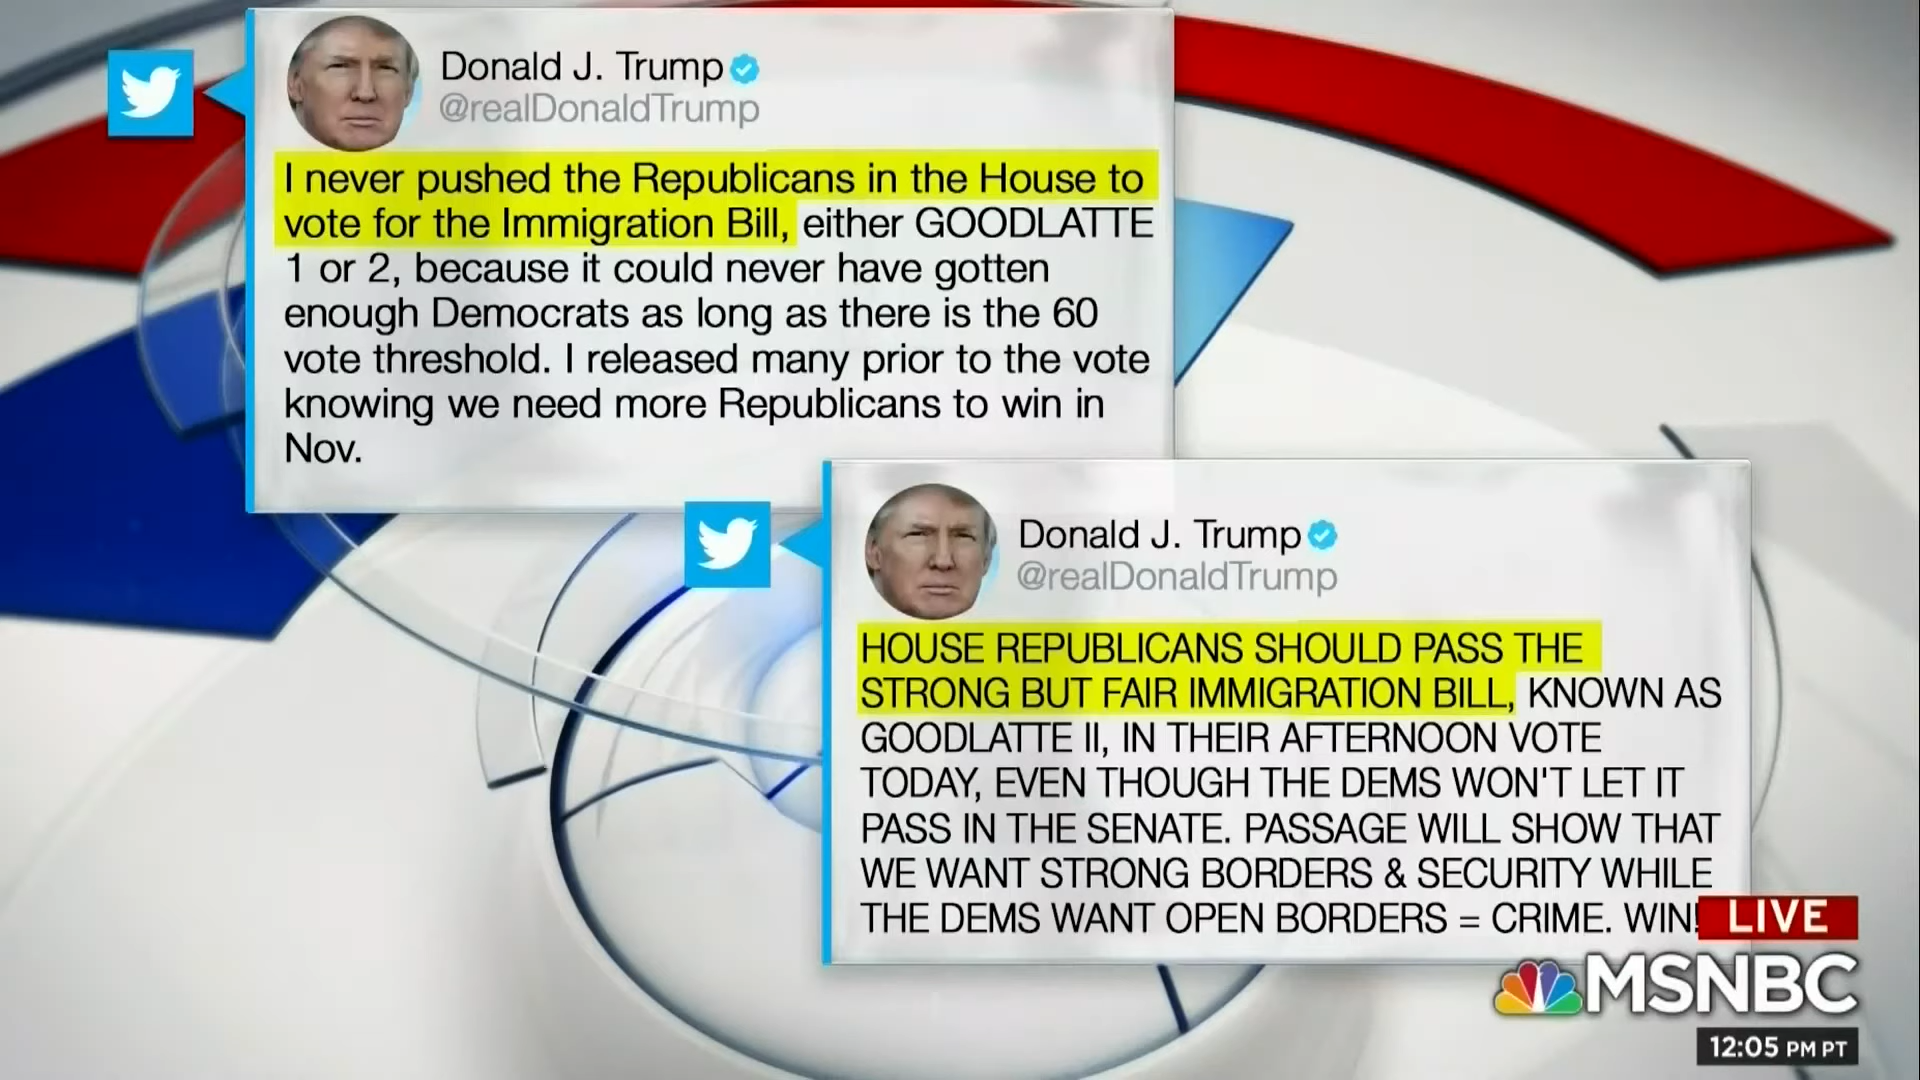 Donald J. Trump
@realDonaldTrump
I never pushed the Republicans in the House to
vote for the Immigration Bill, either GOODLATTE
1 or 2, because it could never have gotten
enough Democrats as long as there is the 60
vote threshold. I released many prior to the vote
knowing we need more Republicans to win in
Nov.
Donald J. Trump
@realDonaldTrump
HOUSE REPUBLICANS SHOULD PASS THE
STRONG BUT FAIR IMMIGRATION BILL, KNOWN AS
GOODLATTE II, IN THEIR AFTERNOON VOTE
TODAY, EVEN THOUGH THE DEMS WON'T LET IT
PASS IN THE SENATE. PASSAGE WILL SHOW THAT
WE WANT STRONG BORDERS & SECURITY WHILE
THE DEMS WANT OPEN BORDERS = CRIME. WIN!
LIVE
MSNBC
12:05 PM PT